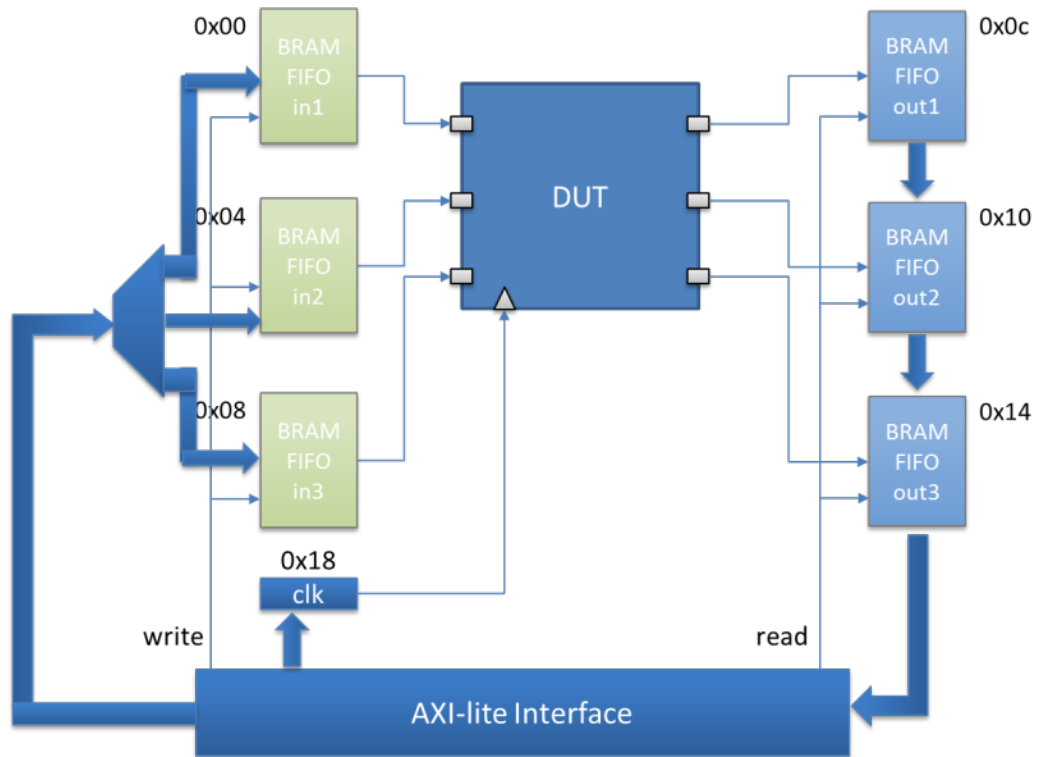 0x00
BRAM
FIFO
in1
0x0c
BRAM
FIFO
out1
DUT
0x04
BRAM
FIFO
in2
0x10
BRAM
FIFO
out2
0x08
BRAM
FIFO
in3
0x14
BRAM
FIFO
out3
0x18
clk
write
read
AXI-lite Interface